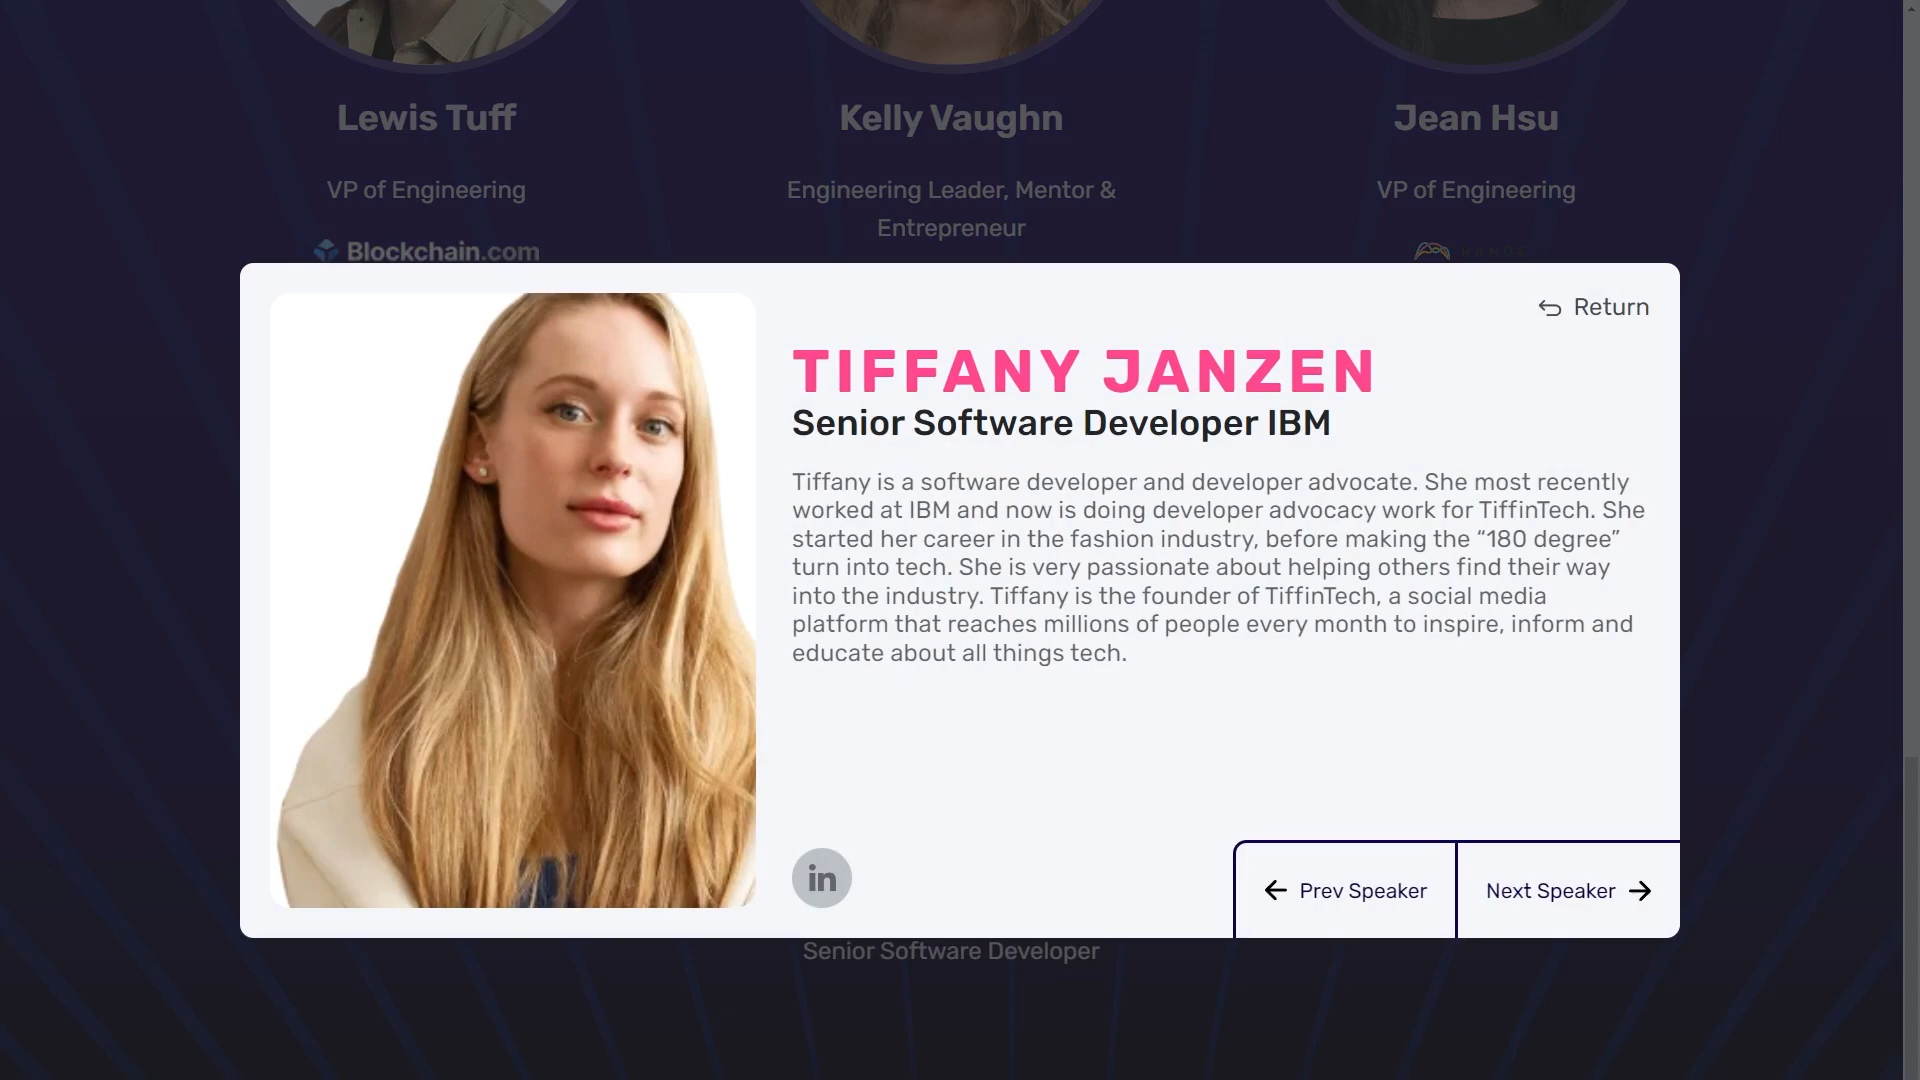 Lewis Tuff
Kelly Vaughn
Jean Hsu
VP of Engineering
Engineering Leader, Mentor &
Entrepreneur
VP of Engineering
Blockchain.com
RANGE
Return
TIFFANY JANZEN
Senior Software Developer IBM
Tiffany is a software developer and developer advocate. She most recently
worked at IBM and now is doing developer advocacy work for TiffinTech. She
started her career in the fashion industry, before making the “180 degree”
turn into tech. She is very passionate about helping others find their way
into the industry. Tiffany is the founder of TiffinTech, a social media
platform that reaches millions of people every month to inspire, inform and
educate about all things tech.
in
Prev Speaker
Next Speaker
Senior Software Developer